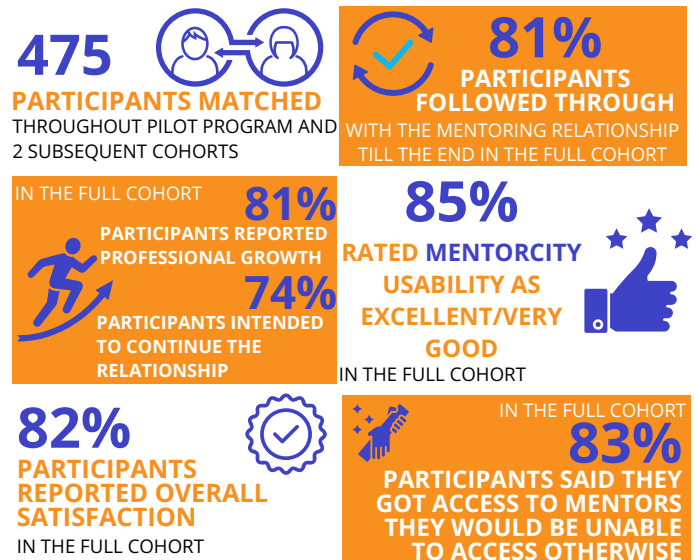 475
PARTICIPANTS MATCHED
THROUGHOUT PILOT PROGRAM AND
2 SUBSEQUENT COHORTS
81%
PARTICIPANTS
FOLLOWED THROUGH
WITH THE MENTORING RELATIONSHIP
TILL THE END IN THE FULL COHORT
IN THE FULL COHORT
81%
PARTICIPANTS REPORTED
PROFESSIONAL GROWTH
74%
PARTICIPANTS INTENDED
TO CONTINUE THE
RELATIONSHIP
85%
RATED MENTORCITY
USABILITY AS
EXCELLENT/VERY
GOOD
IN THE FULL COHORT
82%
PARTICIPANTS
REPORTED OVERALL
SATISFACTION
IN THE FULL COHORT
IN THE FULL COHORT
83%
PARTICIPANTS SAID THEY
GOT ACCESS TO MENTORS
THEY WOULD BE UNABLE
TO ACCESS OTHERWISE